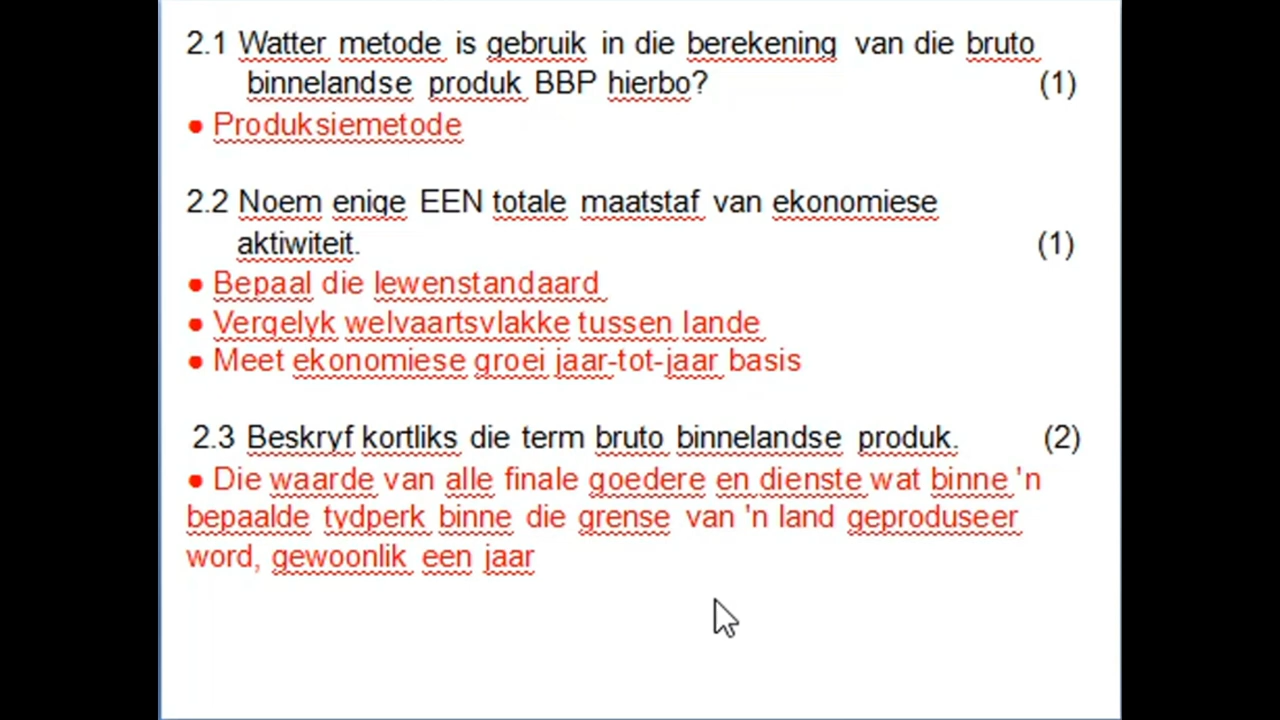 2.1 Watter metode is gebruik in die berekening van die bruto
binnelandse produk BBP hierbo? (1)
• Produksiemetode
2.2 Noem enige EEN totale maatstaf van ekonomiese
aktiwiteit. (1)
• Bepaal die lewenstandaard
• Vergelyk welvaartsvlakke tussen lande
• Meet ekonomiese groei jaar-tot-jaar basis
2.3 Beskryf kortliks die term bruto binnelandse produk. (2)
• Die waarde van alle finale goedere en dienste wat binne 'n
bepaalde tydperk binne die grense van 'n land geproduseer
word, gewoonlik een jaar